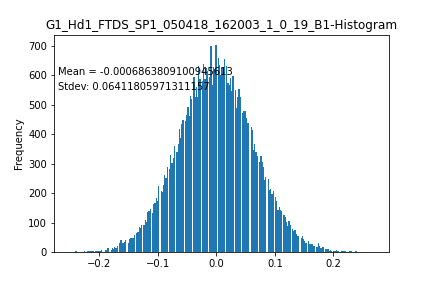 G1_Hd1_FTDS_SP1_050418_162003_1_0_19_B1-Histogram
700
600
500
400
300
200
100
0
Frequency
Mean = -0.0006863809100945613
Stdev: 0.06411805971311157
−0.2 −0.1 0.0 0.1 0.2